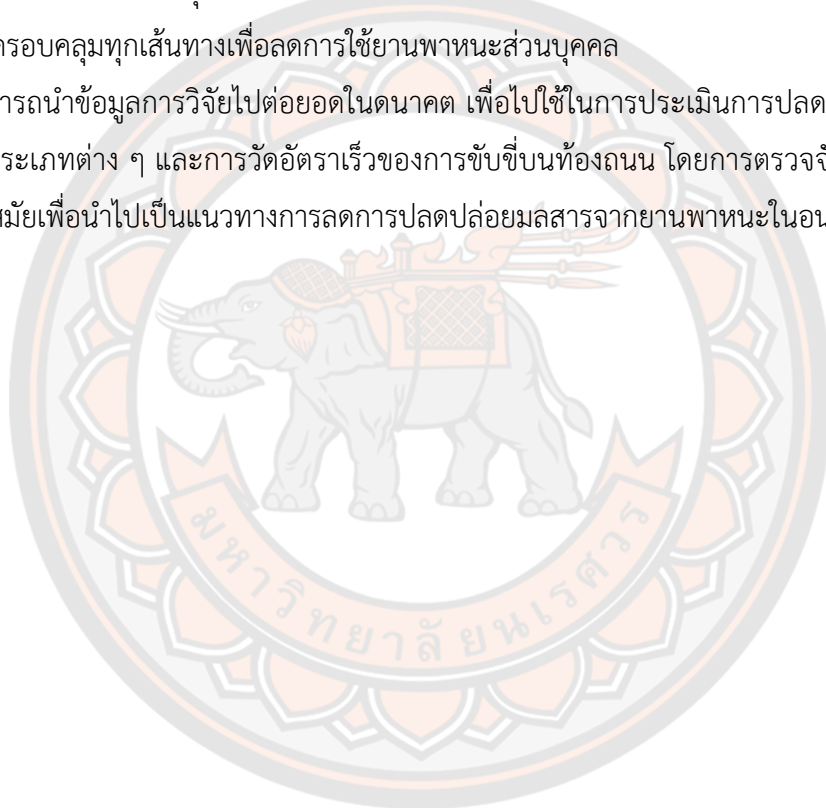 ครอบคลุมทุกเส้นทางเพื่อลดการใช้ยานพาหนะส่วนบุคคล
ารถนำข้อมูลการวิจัยไปต่อยอดในดนาคต เพื่อไปใช้ในการประเมินการปลด
ระเภทต่าง ๆ และการวัดอัตราเร็วของการขับขี่บนท้องถนน โดยการตรวจจั
สมัยเพื่อนำไปเป็นแนวทางการลดการปลดปล่อยมลสารจากยานพาหนะในอน
มหาวิทยาลัยนเรศวร